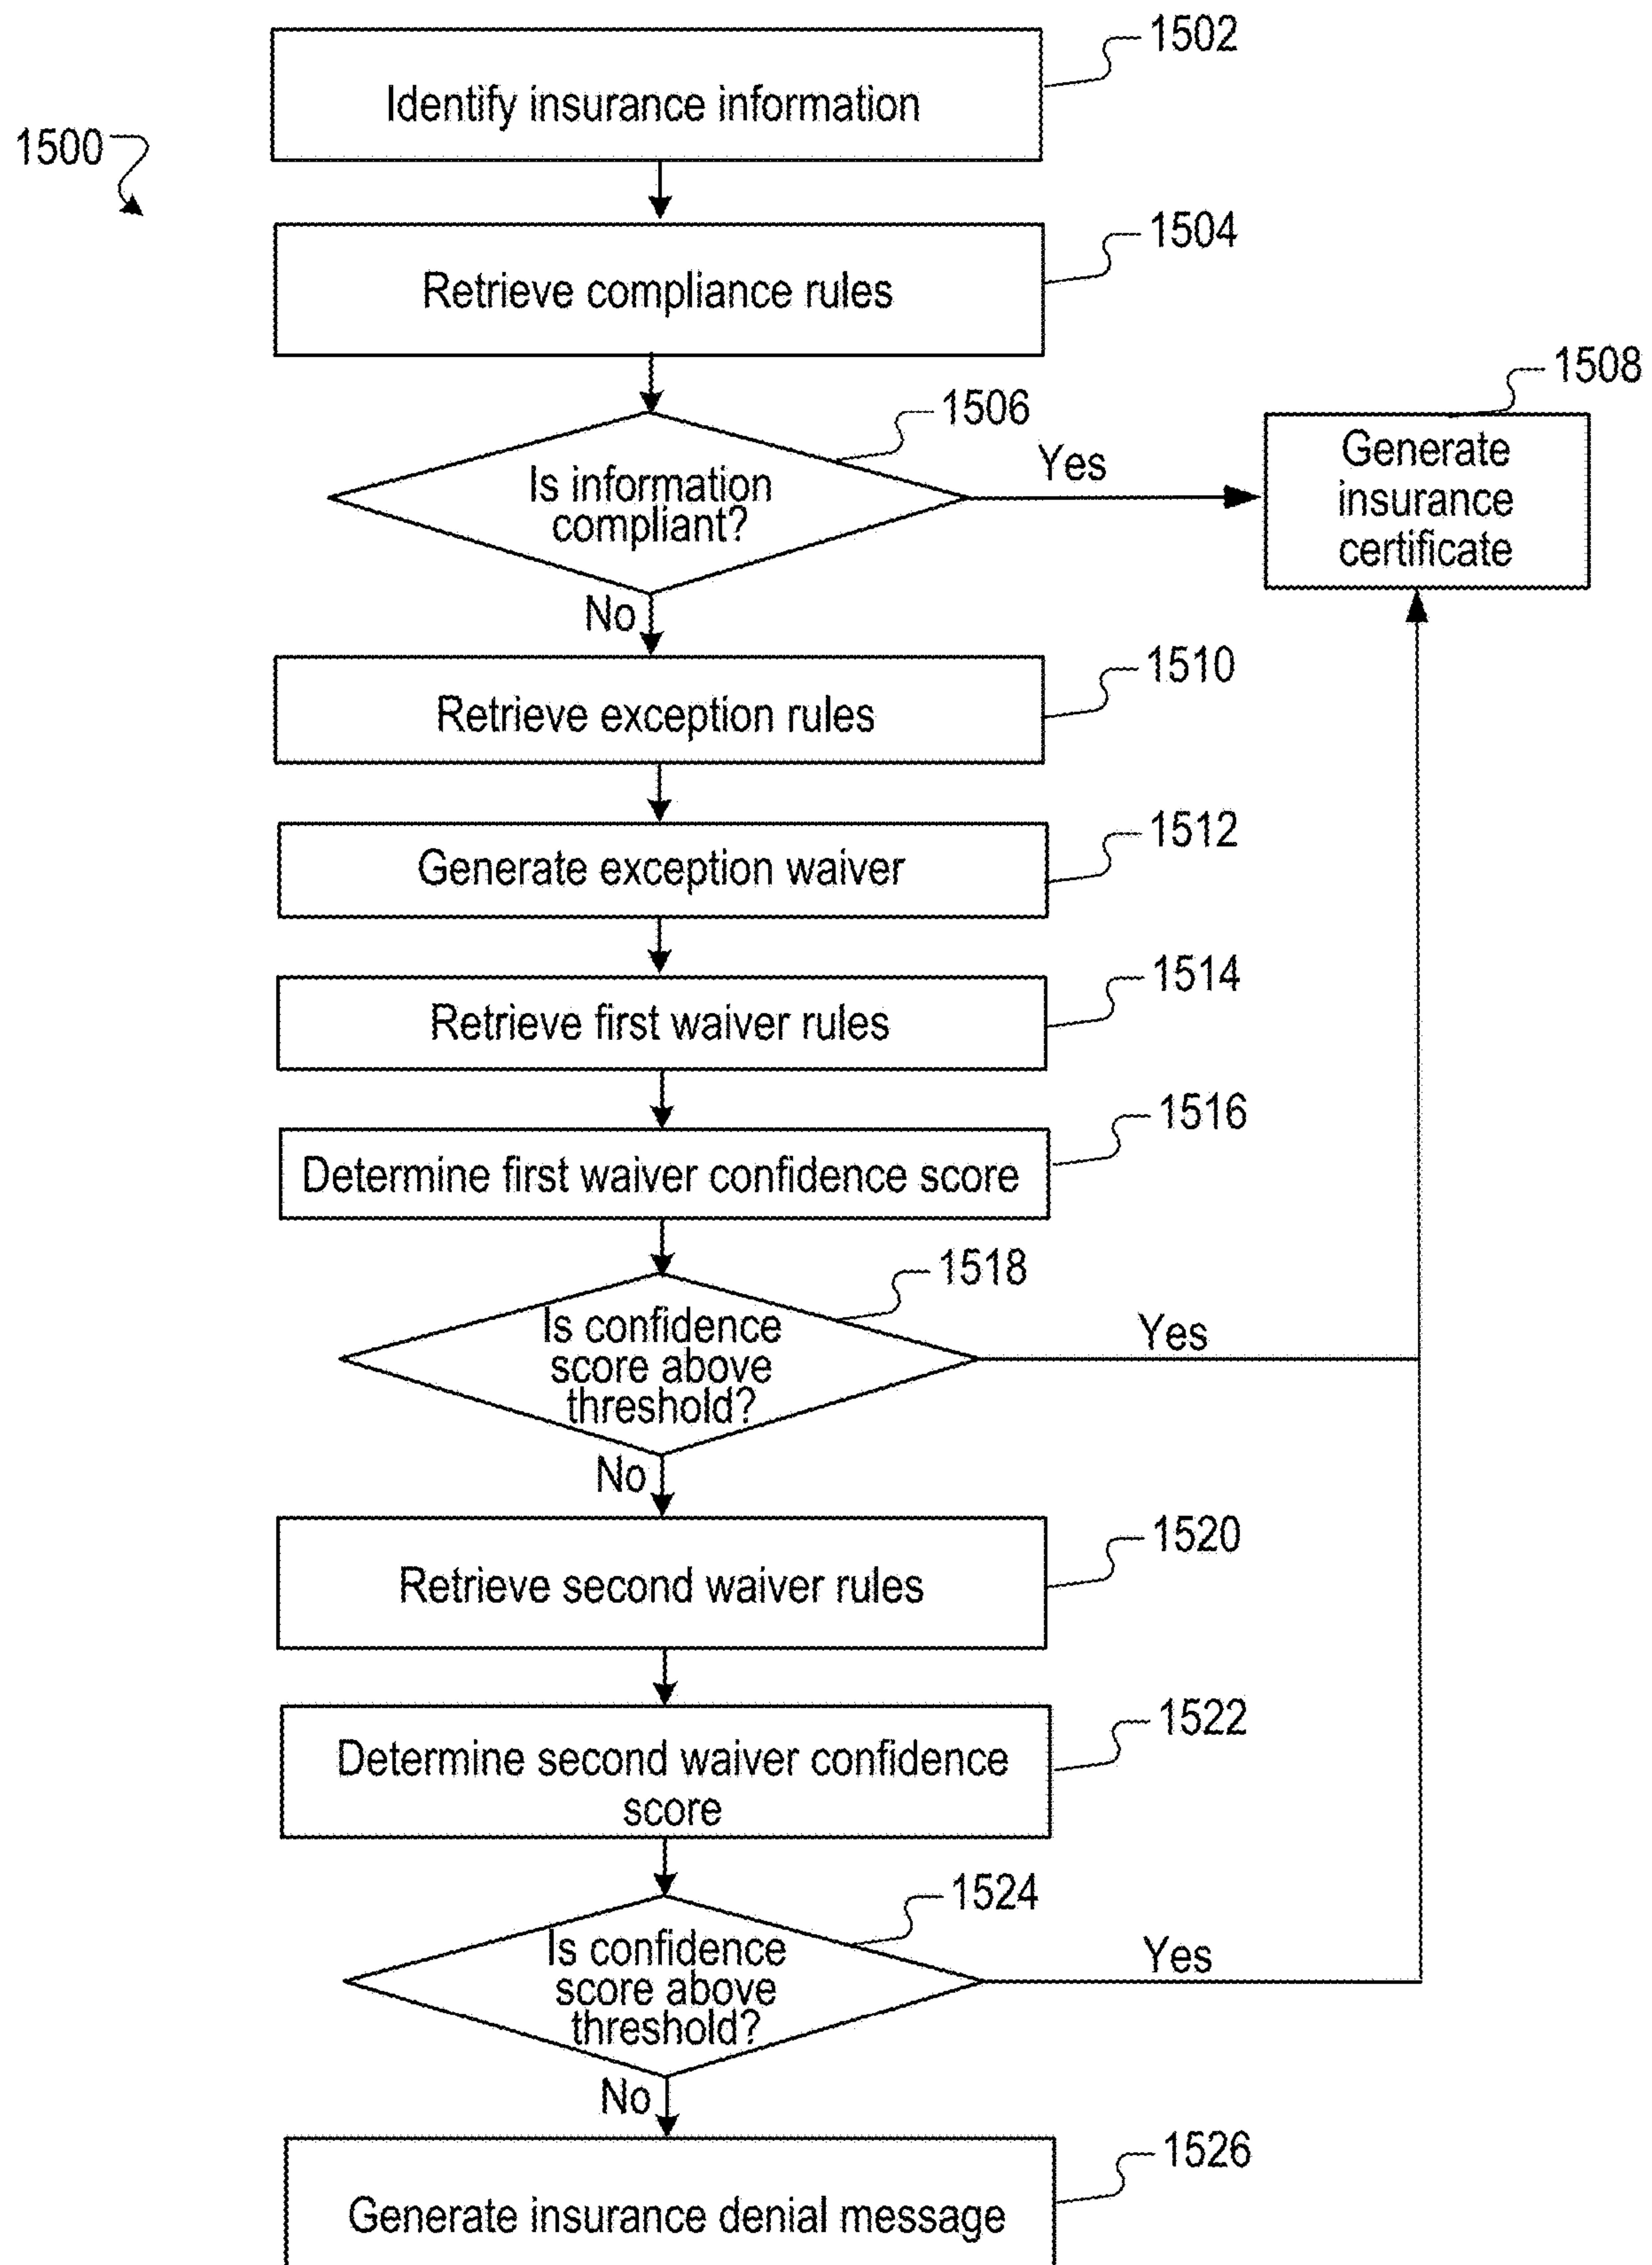 1502
Identify insurance information
1500
1504
Retrieve compliance rules
1508
1506
Generate
insurance
certificate
Yes
Is information
compliant?
No
1510
Retrieve exception rules
1512
Generate exception waiver
1514
Retrieve first waiver rules
1516
Determine first waiver confidence score
1518
Is confidence
score above
threshold?
Yes
No
1520
Retrieve second waiver rules
1522
Determine second waiver confidence
score
1524
Is confidence
score above
threshold?
Yes
No
1526
Generate insurance denial message